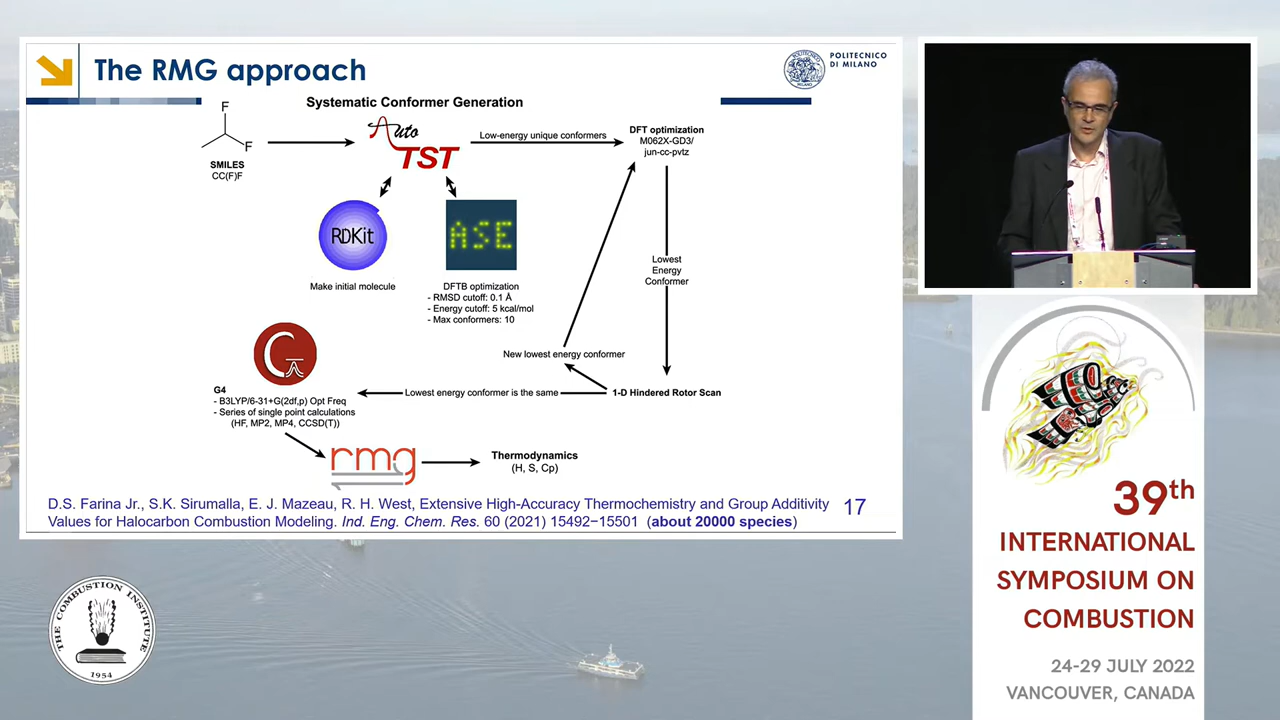 The RMG approach
POLITECNICO
DI MILANO
Systematic Conformer Generation
F
F
SMILES
CC(F)F
Auto
TST
Low-energy unique conformers
DFT optimization
M062X-GD3/
jun-cc-pvtz
RDKit
ASE
Make initial molecule
DFTB optimization
- RMSD cutoff: 0.1 Å
- Energy cutoff: 5 kcal/mol
- Max conformers: 10
Lowest
Energy
Conformer
New lowest energy conformer
G4
- B3LYP/6-31+G(2df,p) Opt Freq
- Series of single point calculations
(HF, MP2, MP4, CCSD(T))
Lowest energy conformer is the same
1-D Hindered Rotor Scan
rmg
Thermodynamics
(H, S, Cp)
D.S. Farina Jr., S.K. Sirumalla, E. J. Mazeau, R. H. West, Extensive High-Accuracy Thermochemistry and Group Additivity
Values for Halocarbon Combustion Modeling. Ind. Eng. Chem. Res. 60 (2021) 15492−15501 (about 20000 species)
17
39th
INTERNATIONAL
SYMPOSIUM ON
COMBUSTION
24-29 JULY 2022
VANCOUVER, CANADA
THE COMBUSTION INSTITUTE
1954